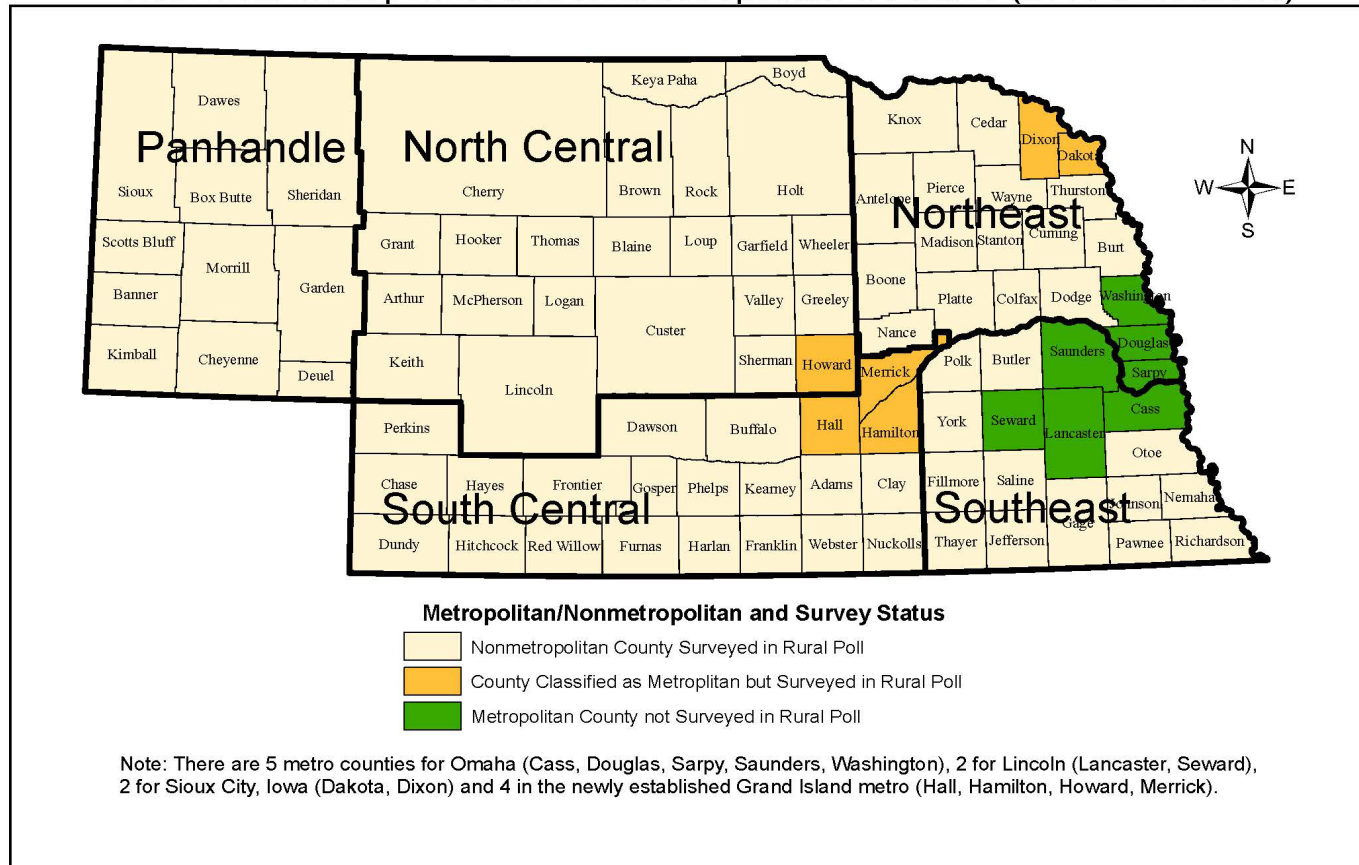 Keya Paha
Boyd
Dawes
Knox
Cedar
Dixon
Dakota
N
W
E
S
Panhandle
North Central
Sioux
Box Butte
Sheridan
Cherry
Brown
Rock
Holt
Antelope
Pierce
Wayne
Thurston
Northeast
Scotts Bluff
Morrill
Garden
Grant
Hooker
Thomas
Blaine
Loup
Garfield
Wheeler
Madison
Stanton
Cuming
Burt
Banner
Arthur
McPherson
Logan
Custer
Valley
Greeley
Boone
Platte
Colfax
Dodge
Washington
Kimball
Cheyenne
Deuel
Keith
Lincoln
Sherman
Howard
Nance
Merrick
Polk
Butler
Saunders
Douglas
Sarpy
Perkins
Dawson
Buffalo
Hall
Hamilton
York
Seward
Lancaster
Cass
Otoe
Chase
Hayes
Frontier
Gosper
Phelps
Kearney
Adams
Clay
Fillmore
Saline
Johnson
Nemaha
South Central
Southeast
Gage
Dundy
Hitchcock
Red Willow
Furnas
Harlan
Franklin
Webster
Nuckolls
Thayer
Jefferson
Pawnee
Richardson
Metropolitan/Nonmetropolitan and Survey Status
Nonmetropolitan County Surveyed in Rural Poll
County Classified as Metroplitan but Surveyed in Rural Poll
Metropolitan County not Surveyed in Rural Poll
Note: There are 5 metro counties for Omaha (Cass, Douglas, Sarpy, Saunders, Washington), 2 for Lincoln (Lancaster, Seward),
2 for Sioux City, Iowa (Dakota, Dixon) and 4 in the newly established Grand Island metro (Hall, Hamilton, Howard, Merrick).